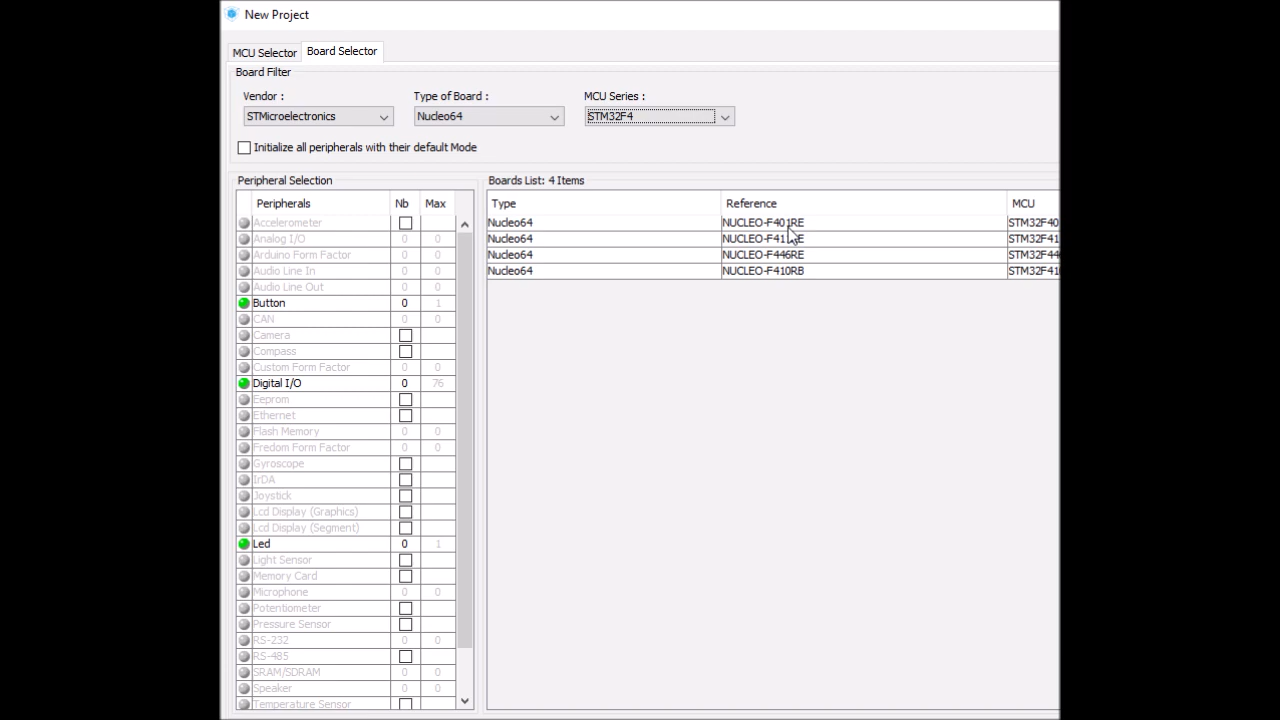 New Project
MCU Selector Board Selector
Board Filter
Vendor : Type of Board : MCU Series :
STMicroelectronics Nucleo64 STM32F4
Initialize all peripherals with their default Mode
Peripheral Selection Boards List: 4 Items
Peripherals Nb Max Type Reference MCU
Accelerometer Nucleo64 NUCLEO-F401RE STM32F40
Analog I/O 0 0 Nucleo64 STM32F41
Arduino Form Factor 0 0 Nucleo64 NUCLEO-F446RE STM32F44
Audio Line In 0 0 Nucleo64 NUCLEO-F410RB STM32F41
Audio Line Out 0 0
Button 0 1
CAN 0 0
Camera
Compass
Custom Form Factor 0 0
Digital I/O 0 76
Eeprom
Ethernet
Flash Memory 0 0
Fredom Form Factor 0 0
Gyroscope
IrDA
Joystick
Lcd Display (Graphics)
Lcd Display (Segment)
Led 0 1
Light Sensor
Memory Card
Microphone 0 0
Potentiometer
Pressure Sensor
RS-232 0 0
RS-485
SRAM/SDRAM 0 0
Speaker 0 0
Temperature Sensor